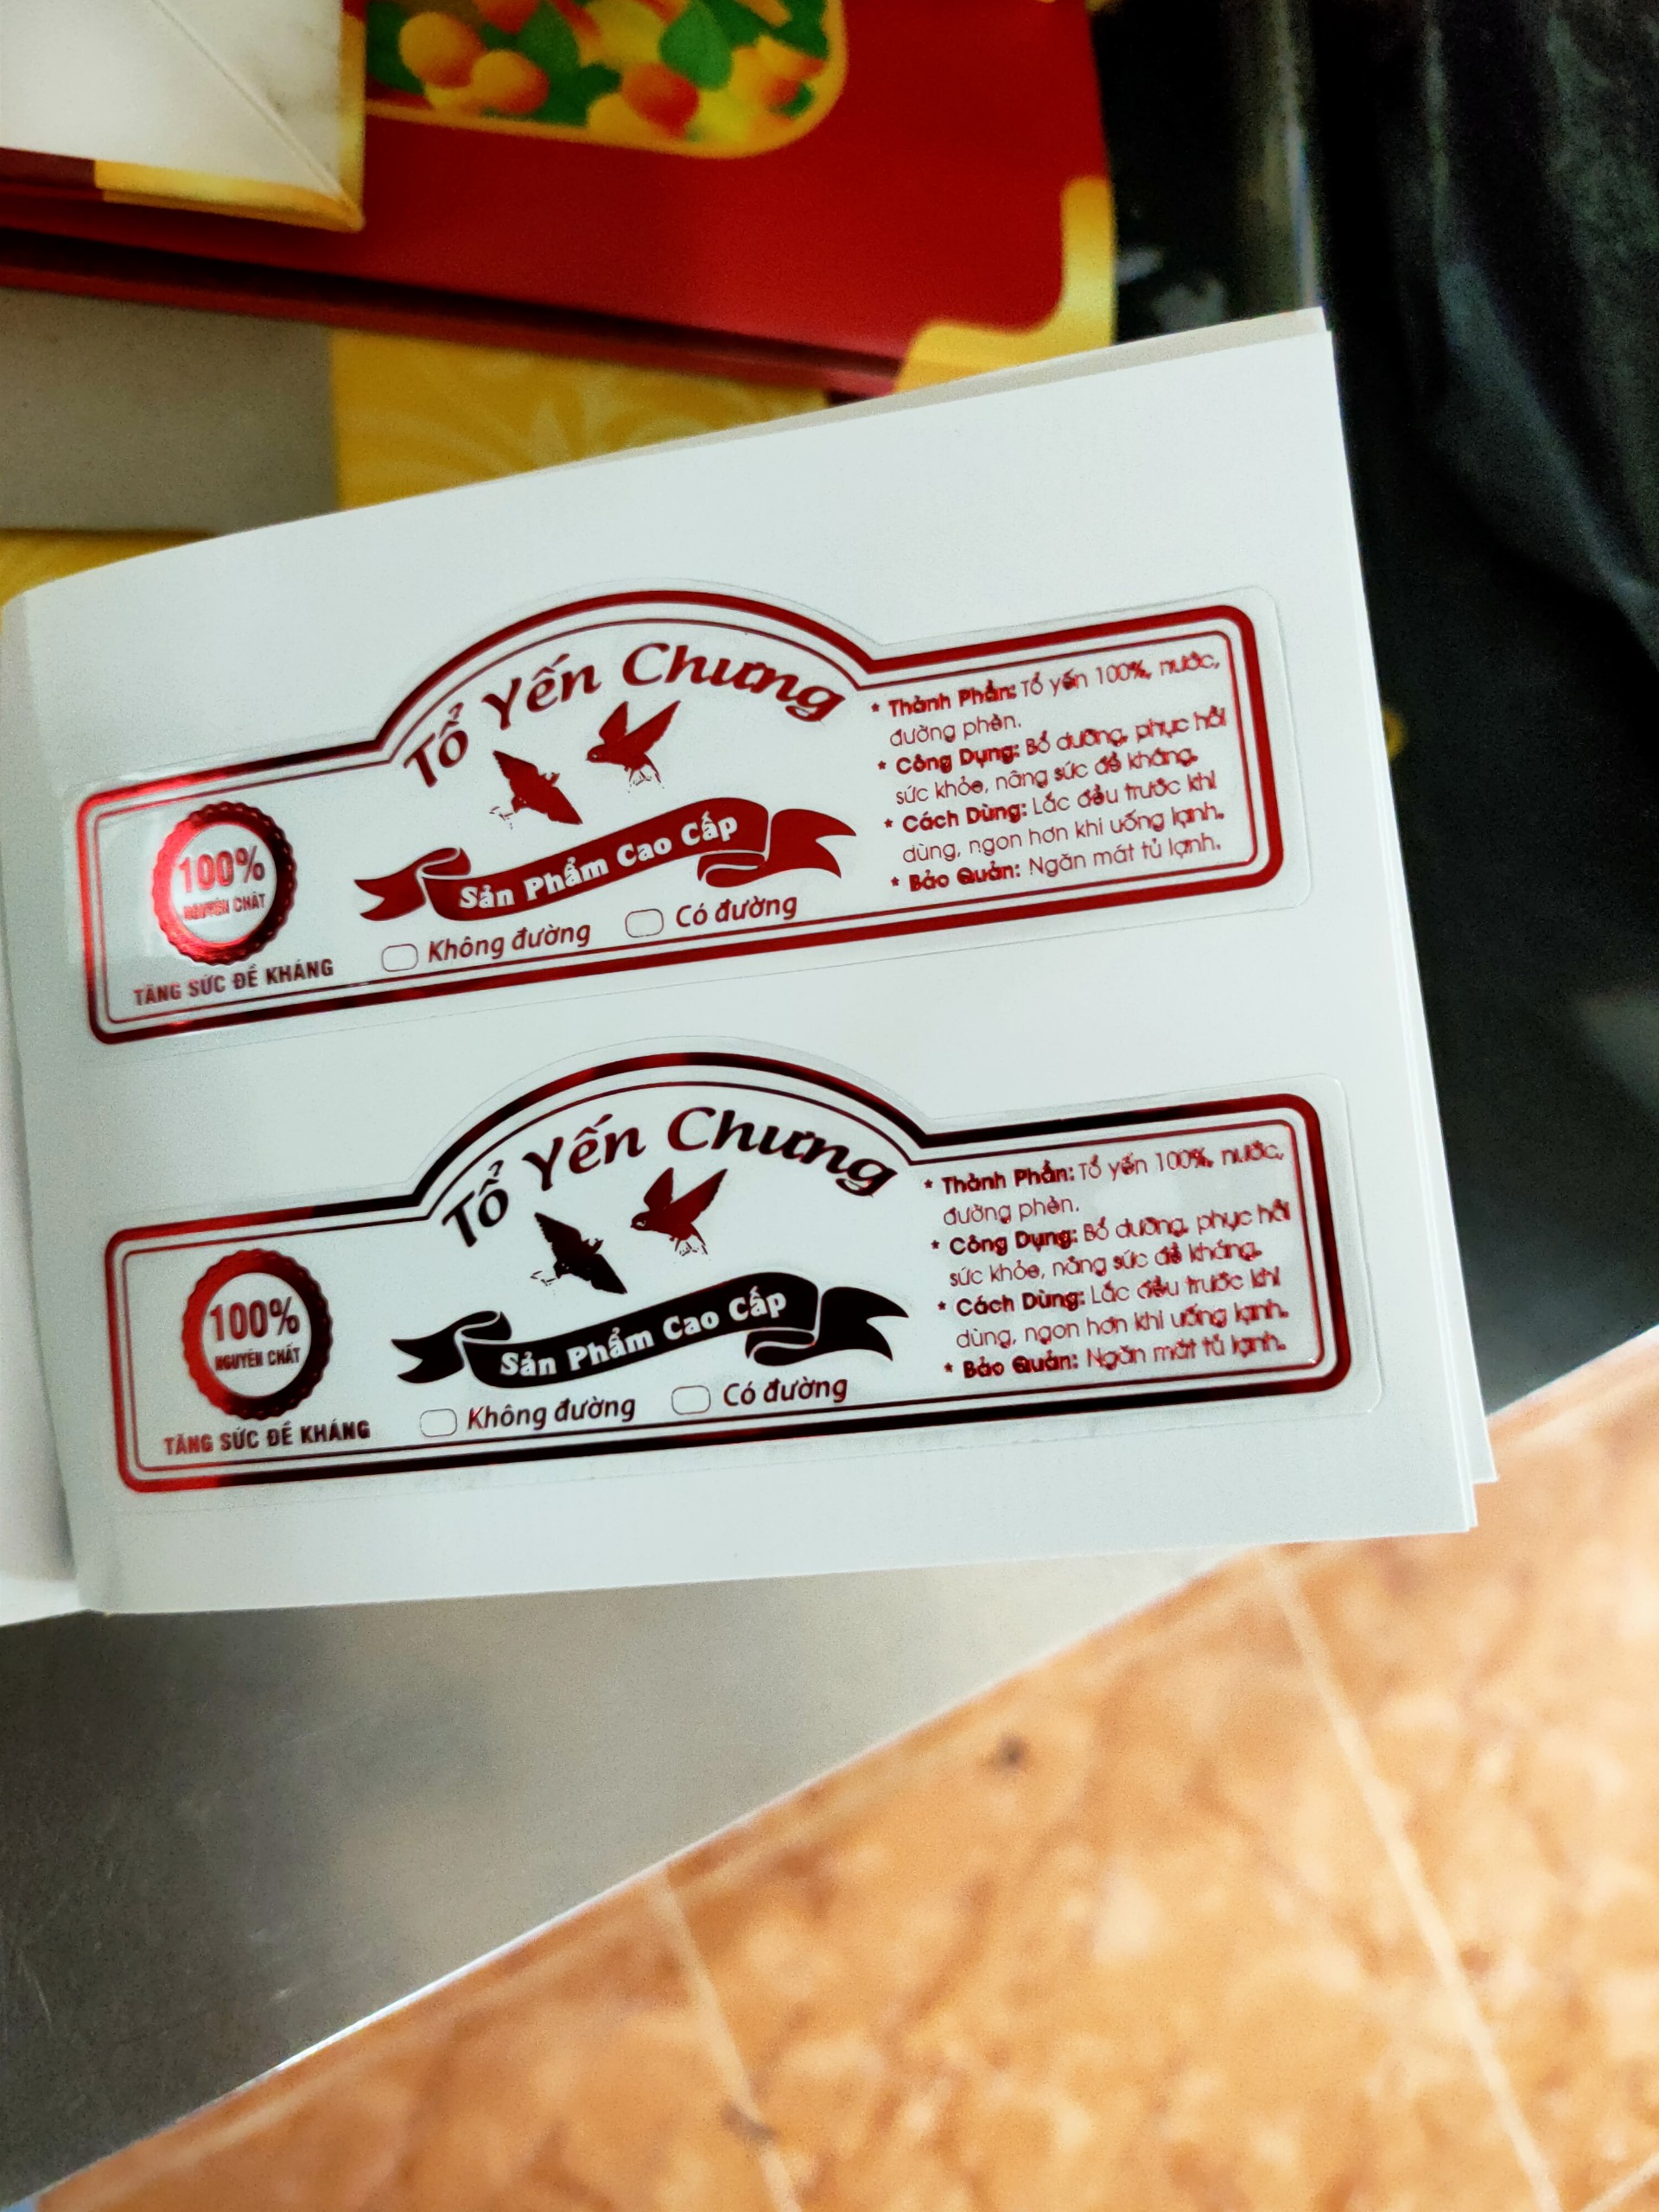 Tổ Yến Chưng
Sản Phẩm Cao Cấp
Không đường
Có đường
100%
NGUYÊN CHẤT
TĂNG SỨC ĐỀ KHÁNG
* Thành Phần: Tổ yến 100%, nước,
đường phèn.
* Công Dụng: Bổ dưỡng, phục hồi
sức khỏe, nâng sức đề kháng.
* Cách Dùng: Lắc đều trước khi
dùng, ngon hơn khi uống lạnh.
* Bảo Quản: Ngăn mát tủ lạnh.
Tổ Yến Chưng
Sản Phẩm Cao Cấp
Không đường
Có đường
100%
NGUYÊN CHẤT
TĂNG SỨC ĐỀ KHÁNG
* Thành Phần: Tổ yến 100%, nước,
đường phèn.
* Công Dụng: Bổ dưỡng, phục hồi
sức khỏe, nâng sức đề kháng.
* Cách Dùng: Lắc đều trước khi
dùng, ngon hơn khi uống lạnh.
* Bảo Quản: Ngăn mát tủ lạnh.